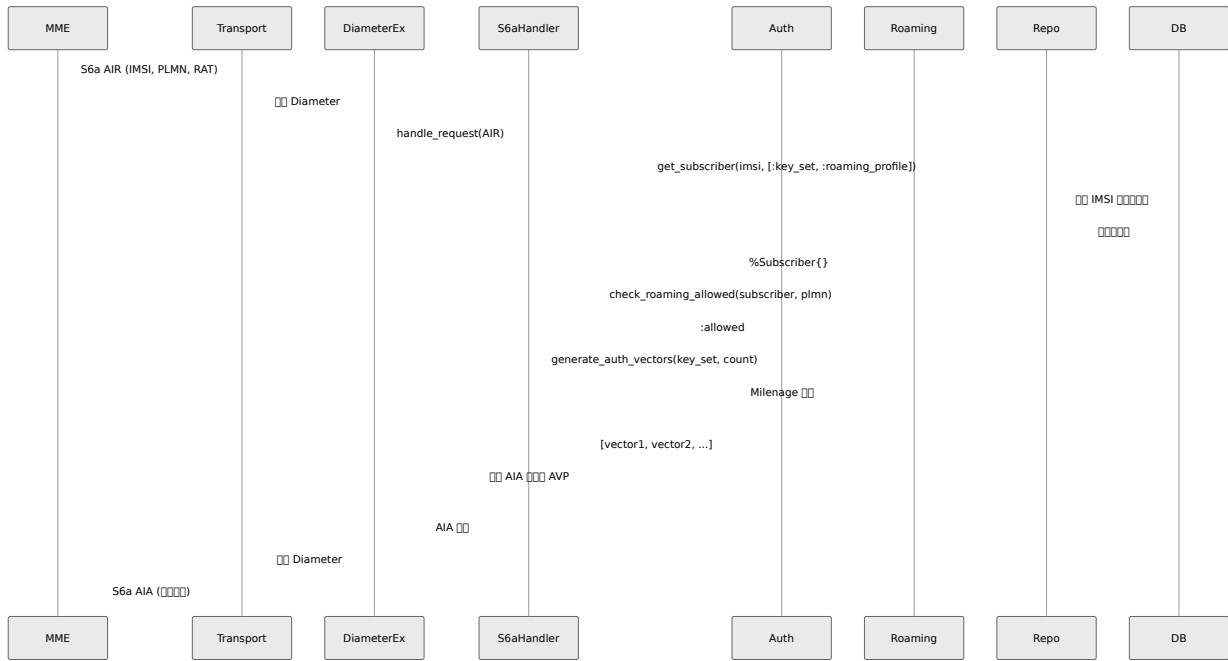 MME Transport DiameterEx S6aHandler Auth Roaming Repo DB
S6a AIR (IMSI, PLMN, RAT)
Diameter
handle_request(AIR)
get_subscriber(imsi, [:key_set, :roaming_profile])
IMSI
%Subscriber{}
check_roaming_allowed(subscriber, plmn)
:allowed
generate_auth_vectors(key_set, count)
Milenage
[vector1, vector2, ...]
AIA AVP
AIA
Diameter
S6a AIA
MME Transport DiameterEx S6aHandler Auth Roaming Repo DB